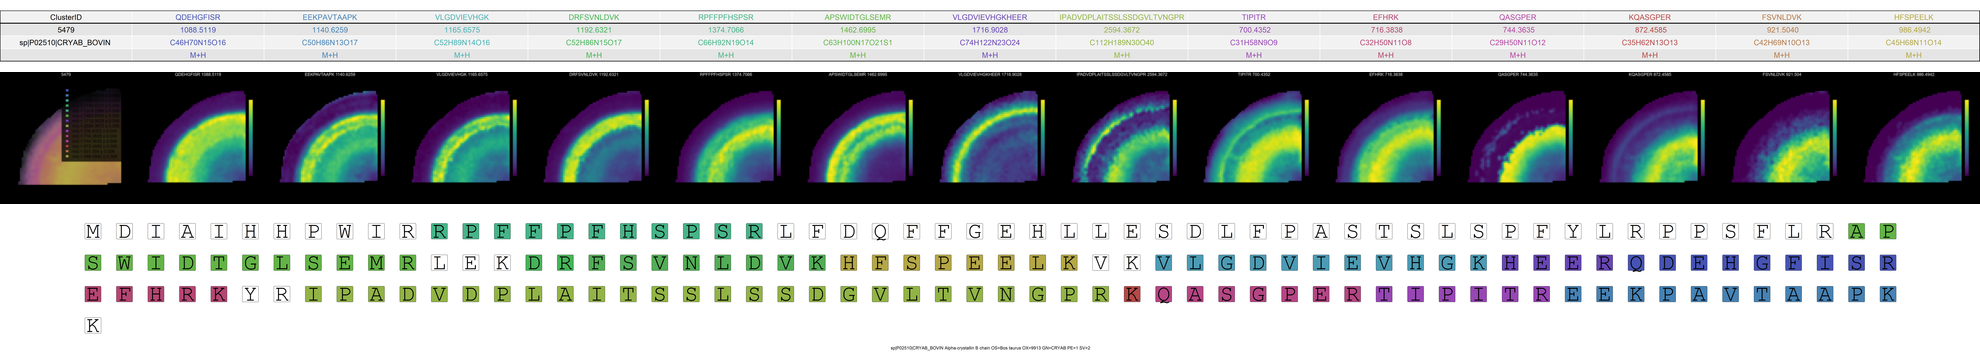 ClusterID QDEHGFISR EEKPAVTAAPK VLGDVIEVHGK DRFSVNLDVK RPFFPFHSPSR APSWIDTGLSEMR VLGDVIEVHGKHEER IPADVDPLAITSSLSSDGVLTVNGPR TIPITR EFHRK QASGPER KQASGPER FSVNLDVK HFSPEELK
5479 1088.5119 1140.6259 1165.6575 1192.6321 1374.7066 1462.6995 1716.9028 2594.3672 700.4352 716.3838 744.3635 872.4585 921.5040 986.4942
sp|P02510|CRYAB_BOVIN C46H70N15O16 C50H86N13O17 C52H89N14O16 C52H86N15O17 C66H92N19O14 C63H100N17O21S1 C74H122N23O24 C112H189N30O40 C31H58N9O9 C32H50N11O8 C29H50N11O12 C35H62N13O13 C42H69N10O13 C45H68N11O14
M+H M+H M+H M+H M+H M+H M+H M+H M+H M+H M+H M+H M+H M+H
5479 QDEHGFISR 1088.5119 EEKPAVTAAPK 1140.6259 VLGDVIEVHGK 1165.6575 DRFSVNLDVK 1192.6321 RPFFPFHSPSR 1374.7066 APSWIDTGLSEMR 1462.6995 VLGDVIEVHGKHEER 1716.9028 IPADVDPLAITSSLSSDGVLTVNGPR 2594.3672 TIPITR 700.4352 EFHRK 716.3838 QASGPER 744.3635 KQASGPER 872.4585 FSVNLDVK 921.504 HFSPEELK 986.4942
M D I A I H H P W I R R P F F P F H S P S R L F D Q F F G E H L L E S D L F P A S T S L S P F Y L R P P S F L R A P
S W I D T G L S E M R L E K D R F S V N L D V K H F S P E E L K V K V L G D V I E V H G K H E E R Q D E H G F I S R
E F H R K Y R I P A D V D P L A I T S S L S S D G V L T V N G P R K Q A S G P E R T I P I T R E E K P A V T A A P K
K
sp|P02510|CRYAB_BOVIN Alpha-crystallin B chain OS=Bos taurus OX=9913 GN=CRYAB PE=1 SV=2